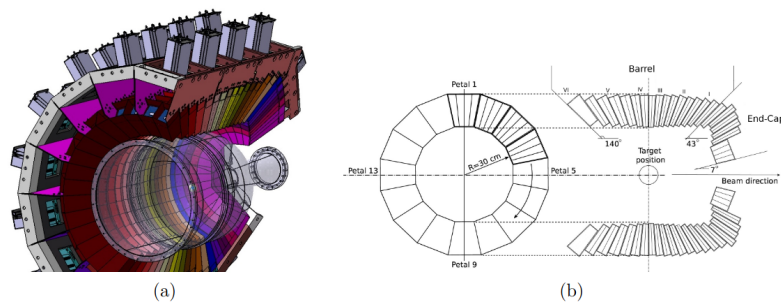 Barrel
Petal 1
VI
V
IV
III
II
I
End-Cap
R=30 cm
140°
43°
Target
position
7°
Petal 13
Petal 5
Beam direction
Petal 9
(a)
(b)